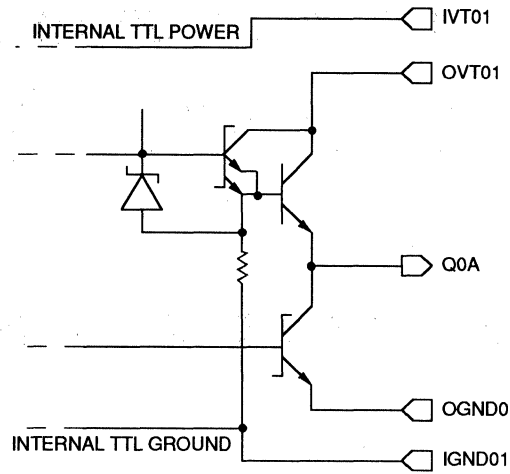 IVT01
INTERNAL TTL POWER
OVT01
Q0A
OGND0
INTERNAL TTL GROUND
IGND01